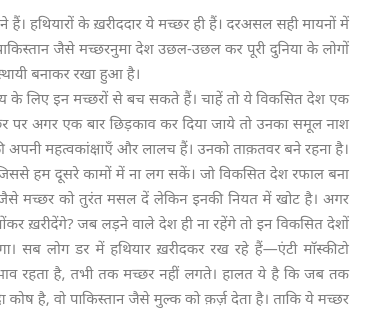 ने हैं। हथियारों के ख़रीददार ये मच्छर ही हैं। दरअसल सही मायनों में
पाकिस्तान जैसे मच्छरनुमा देश उछल-उछल कर पूरी दुनिया के लोगों
स्थायी बनाकर रखा हुआ है।
य के लिए इन मच्छरों से बच सकते हैं। चाहें तो ये विकसित देश एक
र पर अगर एक बार छिड़काव कर दिया जाये तो उनका समूल नाश
अपनी महत्वकांक्षाएँ और लालच हैं। उनको ताक़तवर बने रहना है।
जिससे हम दूसरे कामों में ना लग सकें। जो विकसित देश रफाल बना
जैसे मच्छर को तुरंत मसल दें लेकिन इनकी नियत में खोट है। अगर
योंकर ख़रीदेंगे? जब लड़ने वाले देश ही ना रहेंगे तो इन विकसित देशों
गा। सब लोग डर में हथियार ख़रीदकर रख रहे हैं—एंटी मॉस्कीटो
भाव रहता है, तभी तक मच्छर नहीं लगते। हालत ये है कि जब तक
कोष है, वो पाकिस्तान जैसे मुल्क को क़र्ज़ देता है। ताकि ये मच्छर